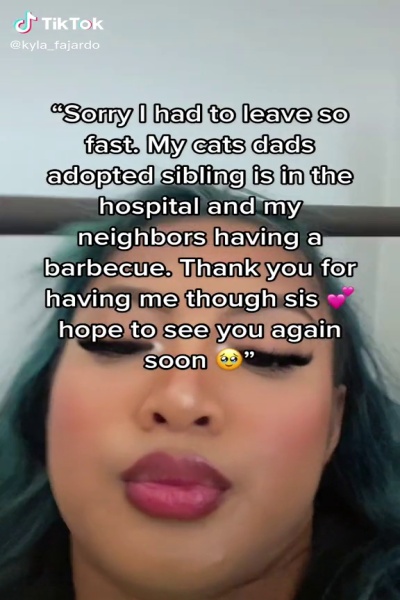 TikTok
@kyla_fajardo
“Sorry I had to leave so
fast. My cats dads
adopted sibling is in the
hospital and my
neighbors having a
barbecue. Thank you for
having me though sis 💕
hope to see you again
soon 🥹”